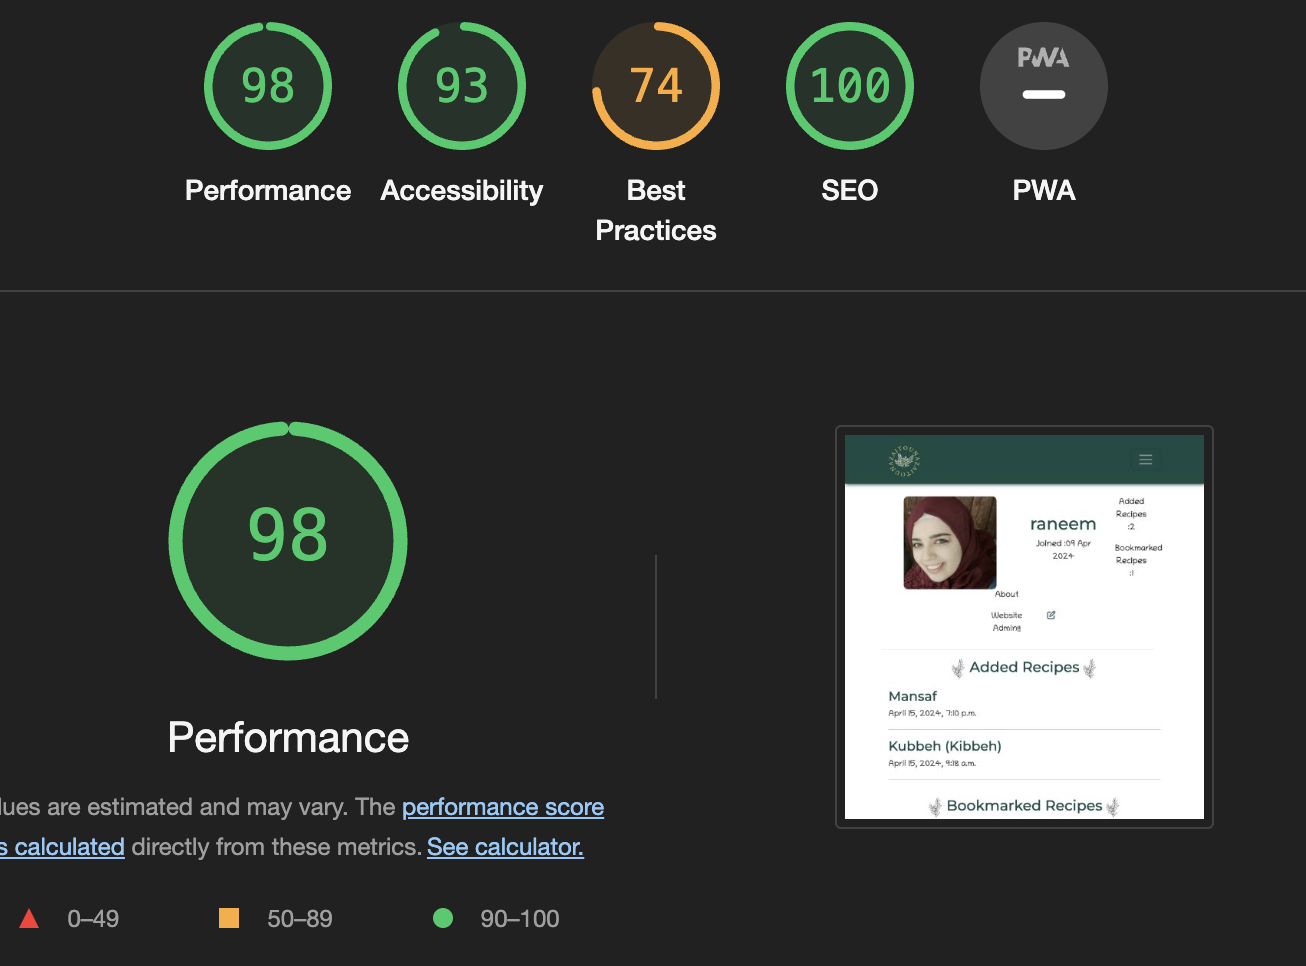 98
93
74
100
PWA
Performance
Accessibility
Best
Practices
SEO
PWA
98
Performance
lues are estimated and may vary. The performance score
s calculated directly from these metrics. See calculator.
0–49
50–89
90–100
ZAITOUNA
ZAITOUNA
raneem
Joined :09 Apr
2024
Added
Recipes
:2
Bookmarked
Recipes
:1
About
Website
Adming
Added Recipes
Mansaf
April 15, 2024, 7:10 p.m.
Kubbeh (Kibbeh)
April 15, 2024, 9:18 a.m.
Bookmarked Recipes